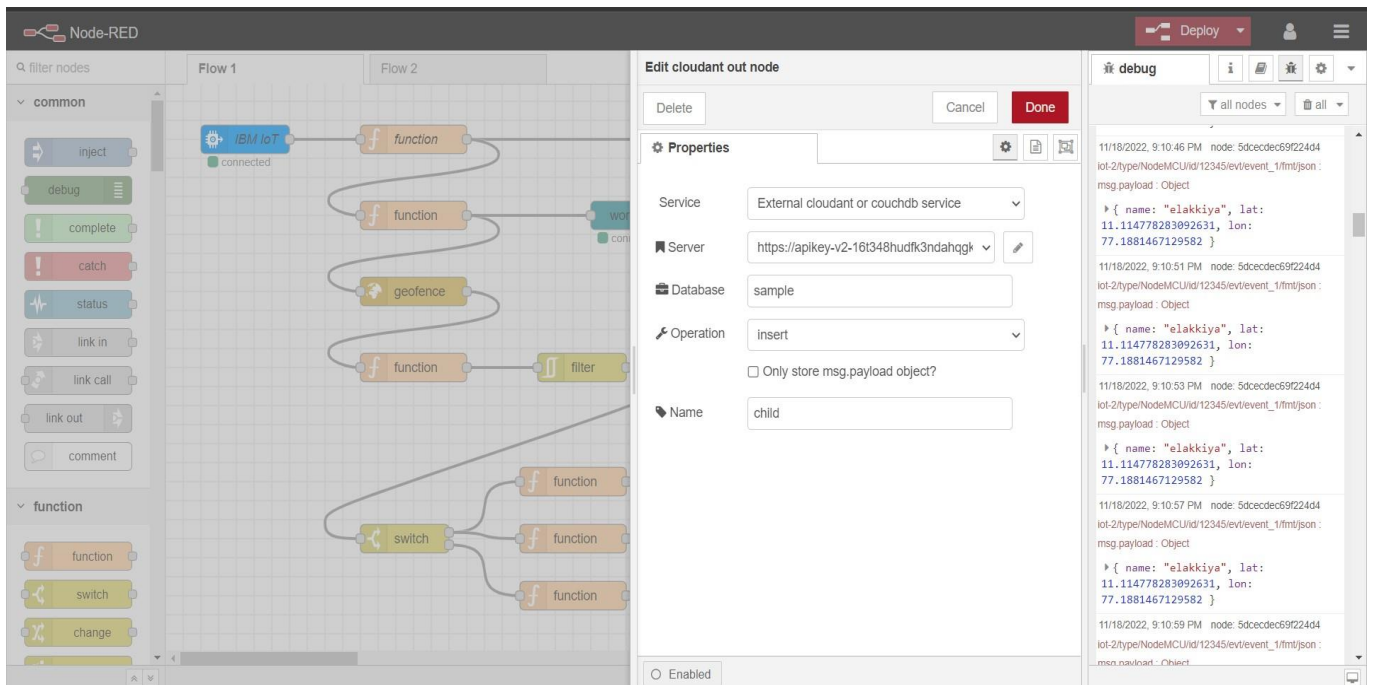 Node-RED
Deploy
filter nodes
Flow 1
Flow 2
common
inject
debug
complete
catch
status
link in
link call
link out
comment
function
function
switch
change
IBM IoT
connected
function
function
geofence
function
filter
switch
function
function
function
Edit cloudant out node
Delete
Cancel
Done
Properties
Service
External cloudant or couchdb service
Server
https://apikey-v2-16t348hudfk3ndahqgk
Database
sample
Operation
insert
Only store msg.payload object?
Name
child
Enabled
debug
all nodes
all
11/18/2022, 9:10:46 PM node: 5dcecdec69f224d4
iot-2/type/NodeMCU/id/12345/evt/event_1/fmt/json :
msg.payload : Object
{ name: "elakkiya", lat:
11.114778283092631, lon:
77.1881467129582 }
11/18/2022, 9:10:51 PM node: 5dcecdec69f224d4
iot-2/type/NodeMCU/id/12345/evt/event_1/fmt/json :
msg.payload : Object
{ name: "elakkiya", lat:
11.114778283092631, lon:
77.1881467129582 }
11/18/2022, 9:10:53 PM node: 5dcecdec69f224d4
iot-2/type/NodeMCU/id/12345/evt/event_1/fmt/json :
msg.payload : Object
{ name: "elakkiya", lat:
11.114778283092631, lon:
77.1881467129582 }
11/18/2022, 9:10:57 PM node: 5dcecdec69f224d4
iot-2/type/NodeMCU/id/12345/evt/event_1/fmt/json :
msg.payload : Object
{ name: "elakkiya", lat:
11.114778283092631, lon:
77.1881467129582 }
11/18/2022, 9:10:59 PM node: 5dcecdec69f224d4
iot-2/type/NodeMCU/id/12345/evt/event_1/fmt/json :
msg.payload : Object